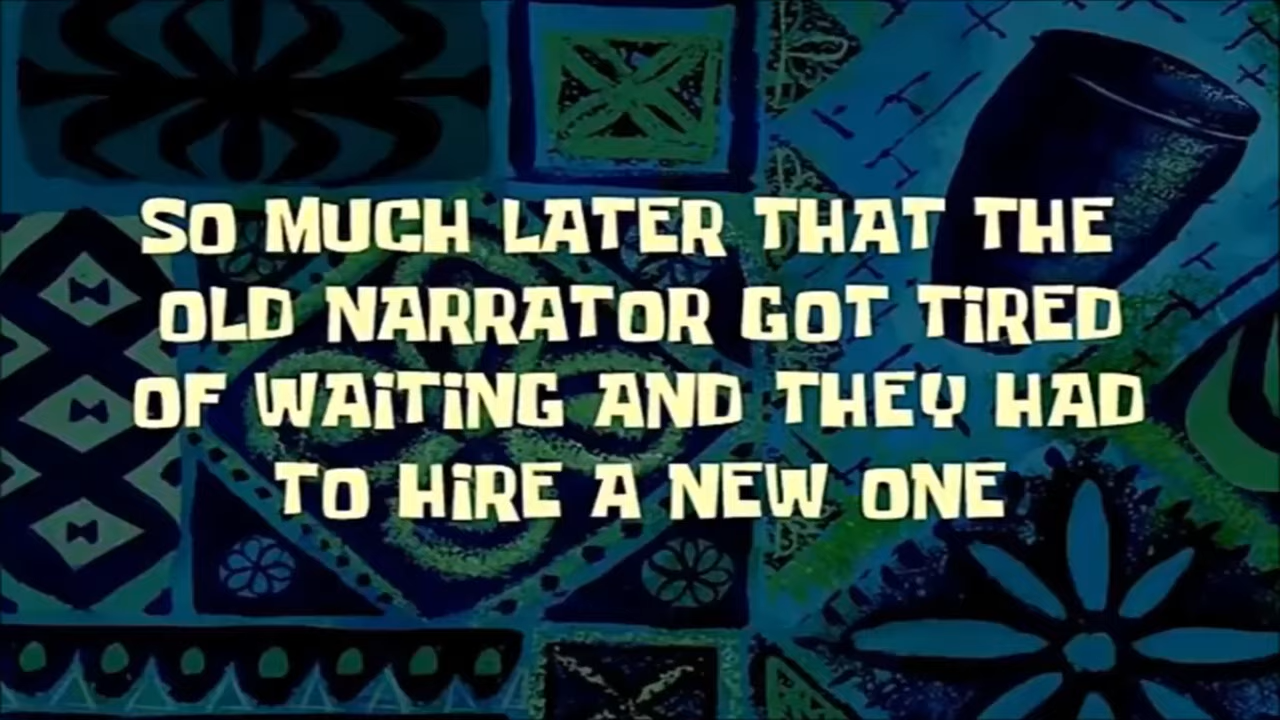 SO MUCH LATER THAT THE
OLD NARRATOR GOT TiRED
OF WAiTiNG AND THEY HAD
TO HiRE A NEW ONE